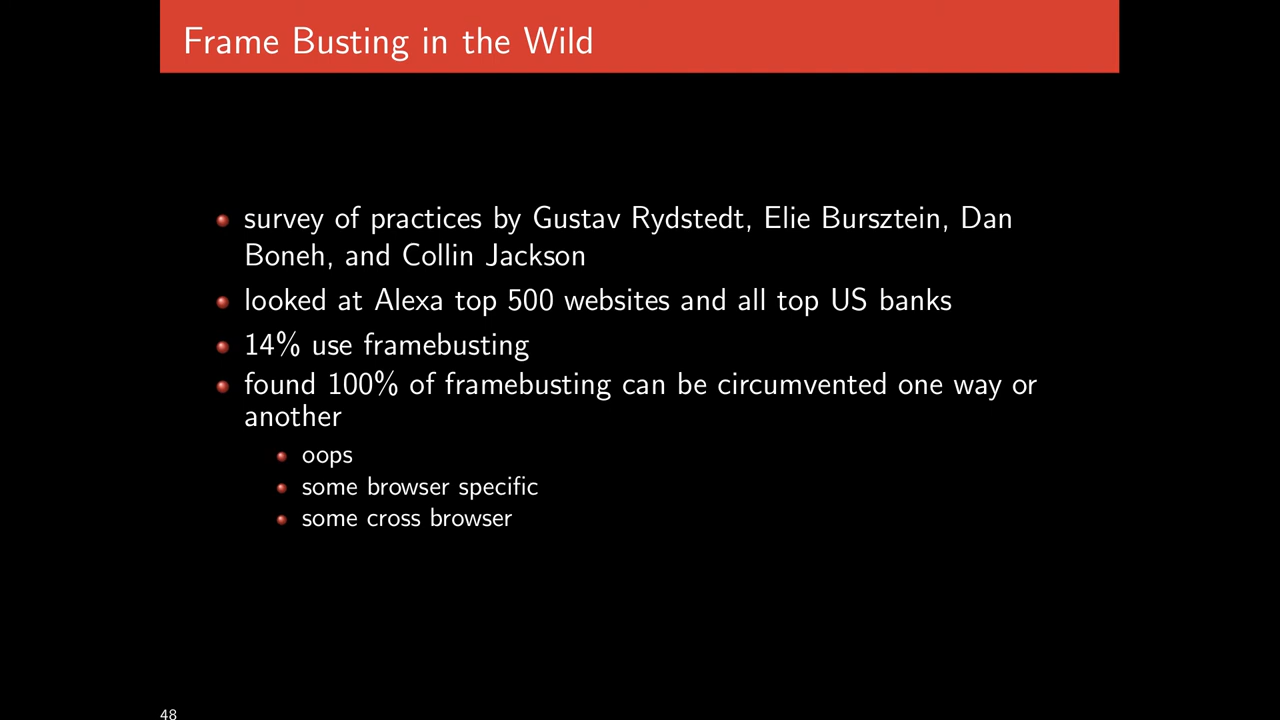 Frame Busting in the Wild
survey of practices by Gustav Rydstedt, Elie Bursztein, Dan
Boneh, and Collin Jackson
looked at Alexa top 500 websites and all top US banks
14% use framebusting
found 100% of framebusting can be circumvented one way or
another
oops
some browser specific
some cross browser
48